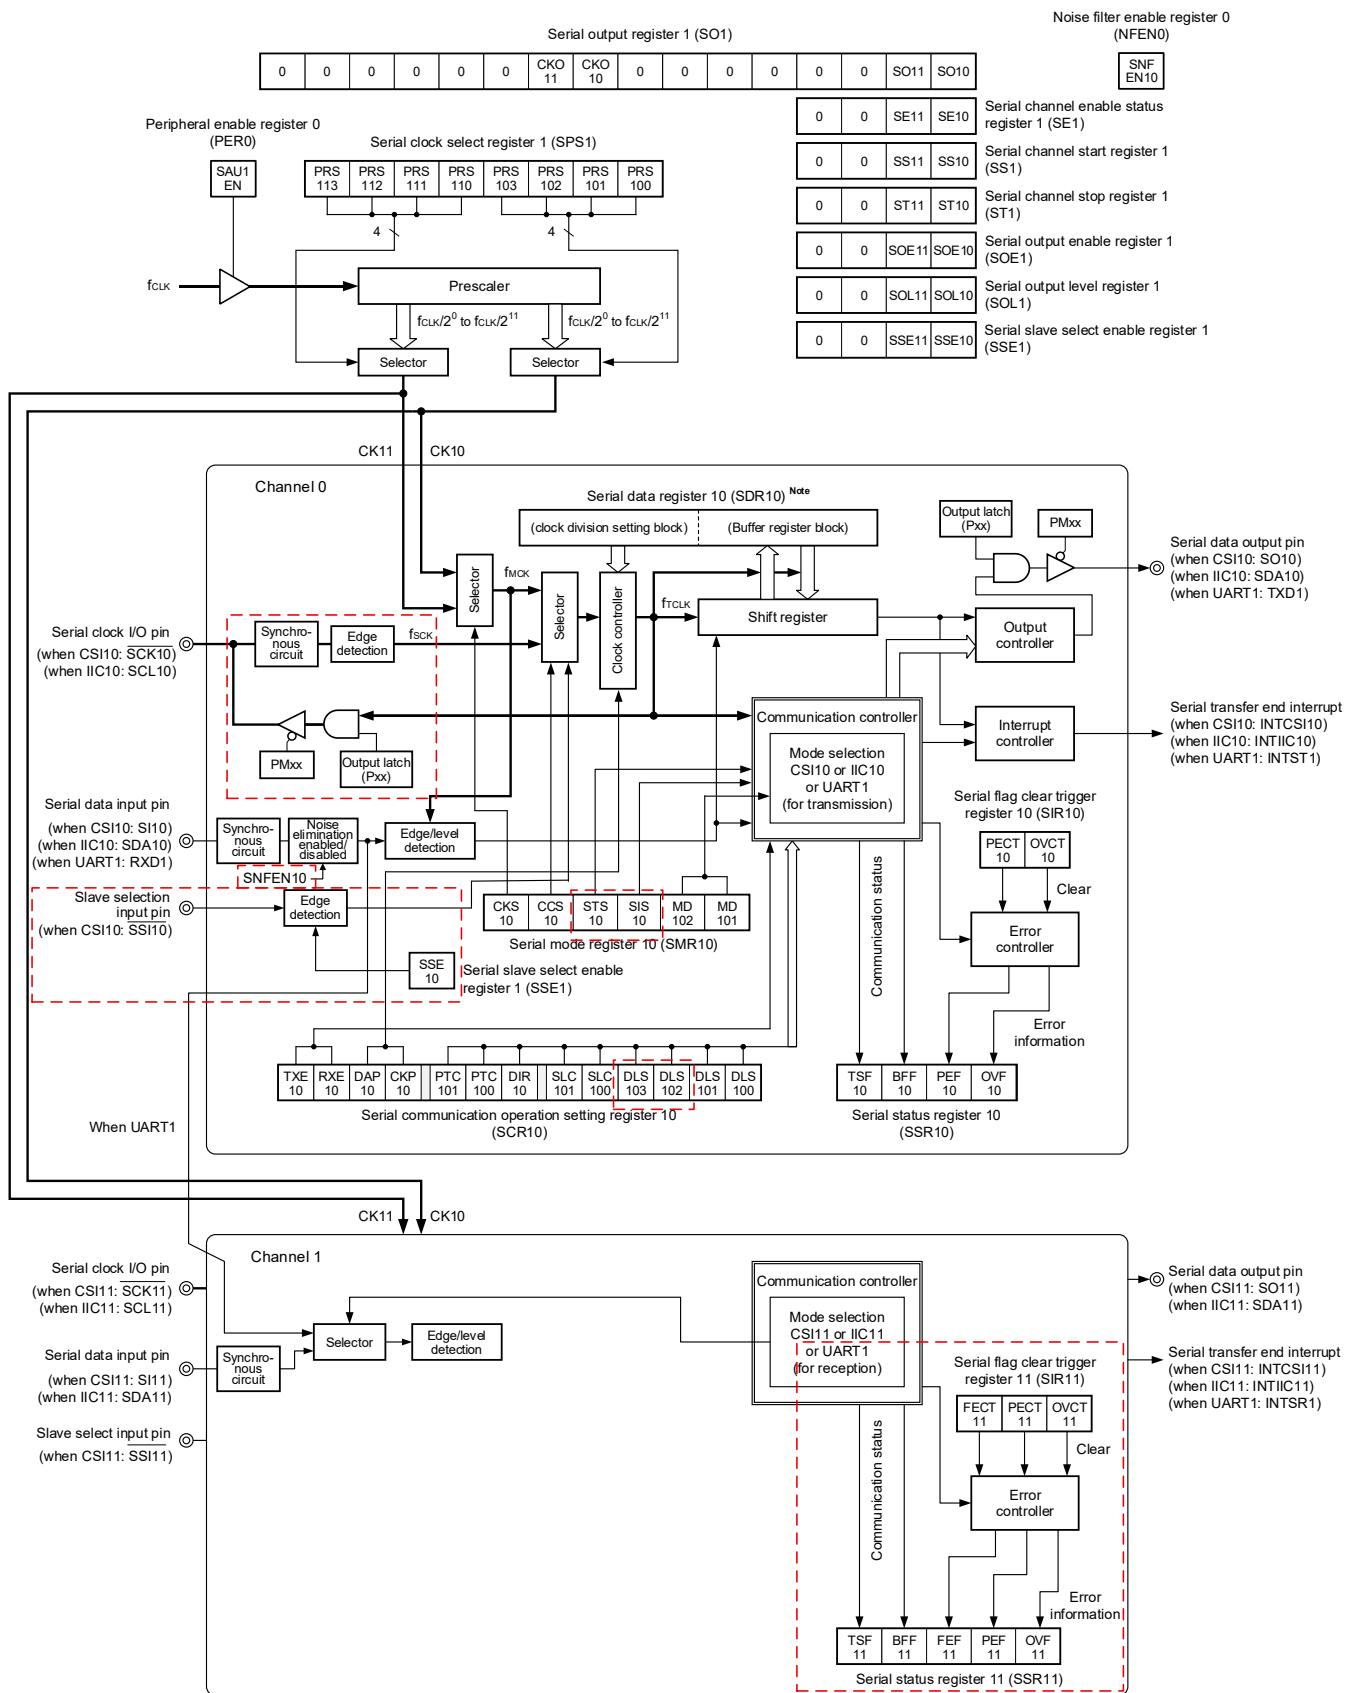 Noise filter enable register 0
(NFEN0)
SNF
EN10
Serial output register 1 (SO1)
0 0 0 0 0 0 CKO 11 CKO 10 0 0 0 0 0 0 SO11 SO10
0 0 SE11 SE10
Serial channel enable status
register 1 (SE1)
0 0 SS11 SS10
Serial channel start register 1
(SS1)
0 0 ST11 ST10
Serial channel stop register 1
(ST1)
0 0 SOE11 SOE10
Serial output enable register 1
(SOE1)
0 0 SOL11 SOL10
Serial output level register 1
(SOL1)
0 0 SSE11 SSE10
Serial slave select enable register 1
(SSE1)
Peripheral enable register 0
(PER0)
SAU1
EN
Serial clock select register 1 (SPS1)
PRS 113 PRS 112 PRS 111 PRS 110 PRS 103 PRS 102 PRS 101 PRS 100
4
4
fCLK
Prescaler
fCLK/2^0 to fCLK/2^11
fCLK/2^0 to fCLK/2^11
Selector
Selector
CK11
CK10
Channel 0
Serial data register 10 (SDR10) Note
(clock division setting block)
(Buffer register block)
Output latch
(Pxx)
PMxx
Serial data output pin
(when CSI10: SO10)
(when IIC10: SDA10)
(when UART1: TXD1)
Selector
fMCK
Selector
Clock controller
fTCLK
Shift register
Output
controller
Serial clock I/O pin
(when CSI10: SCK10)
(when IIC10: SCL10)
Synchro-
nous
circuit
Edge
detection
fSCK
PMxx
Output latch
(Pxx)
Communication controller
Mode selection
CSI10 or IIC10
or UART1
(for transmission)
Interrupt
controller
Serial transfer end interrupt
(when CSI10: INTCSI10)
(when IIC10: INTIIC10)
(when UART1: INTST1)
Serial data input pin
(when CSI10: SI10)
(when IIC10: SDA10)
(when UART1: RXD1)
Synchro-
nous
circuit
Noise
elimination
enabled/
disabled
Edge/level
detection
SNFEN10
Serial flag clear trigger
register 10 (SIR10)
PECT 10 OVCT 10
Clear
Error
controller
Slave selection
input pin
(when CSI10: SSI10)
Edge
detection
SSE
10
Serial slave select enable
register 1 (SSE1)
CKS 10 CCS 10 STS 10 SIS 10 MD 102 MD 101
Serial mode register 10 (SMR10)
Communication status
Error
information
TXE 10 RXE 10 DAP 10 CKP 10 PTC 101 PTC 100 DIR 10 SLC 101 SLC 100 DLS 103 DLS 102 DLS 101 DLS 100
Serial communication operation setting register 10
(SCR10)
TSF 10 BFF 10 PEF 10 OVF 10
Serial status register 10
(SSR10)
When UART1
CK11
CK10
Channel 1
Serial clock I/O pin
(when CSI11: SCK11)
(when IIC11: SCL11)
Serial data input pin
(when CSI11: SI11)
(when IIC11: SDA11)
Slave select input pin
(when CSI11: SSI11)
Synchro-
nous
circuit
Selector
Edge/level
detection
Communication controller
Mode selection
CSI11 or IIC11
or UART1
(for reception)
Serial data output pin
(when CSI11: SO11)
(when IIC11: SDA11)
Serial transfer end interrupt
(when CSI11: INTCSI11)
(when IIC11: INTIIC11)
(when UART1: INTSR1)
Serial flag clear trigger
register 11 (SIR11)
FECT 11 PECT 11 OVCT 11
Clear
Error
controller
Communication status
Error
information
TSF 11 BFF 11 FEF 11 PEF 11 OVF 11
Serial status register 11 (SSR11)